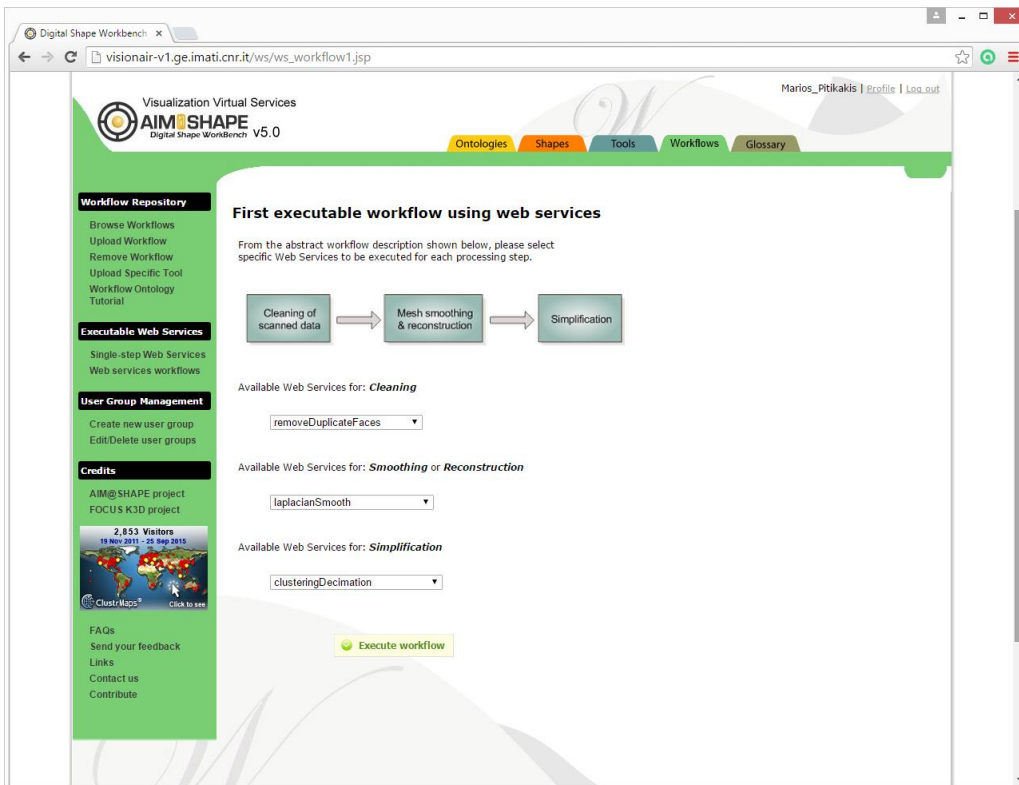 Digital Shape Workbench
visionair-v1.ge.imati.cnr.it/ws/ws_workflow1.jsp
Marios_Pitikakis | Profile | Log out
Visualization Virtual Services
AIM@SHAPE v5.0
Digital Shape WorkBench
Ontologies
Shapes
Tools
Workflows
Glossary
Workflow Repository
Browse Workflows
Upload Workflow
Remove Workflow
Upload Specific Tool
Workflow Ontology
Tutorial
Executable Web Services
Single-step Web Services
Web services workflows
User Group Management
Create new user group
Edit/Delete user groups
Credits
AIM@SHAPE project
FOCUS K3D project
2,853 Visitors
19 Nov 2011 - 25 Sep 2015
ClustrMaps®
Click to see
FAQs
Send your feedback
Links
Contact us
Contribute
First executable workflow using web services
From the abstract workflow description shown below, please select
specific Web Services to be executed for each processing step.
Cleaning of
scanned data
Mesh smoothing
& reconstruction
Simplification
Available Web Services for: Cleaning
removeDuplicateFaces
Available Web Services for: Smoothing or Reconstruction
laplacianSmooth
Available Web Services for: Simplification
clusteringDecimation
Execute workflow